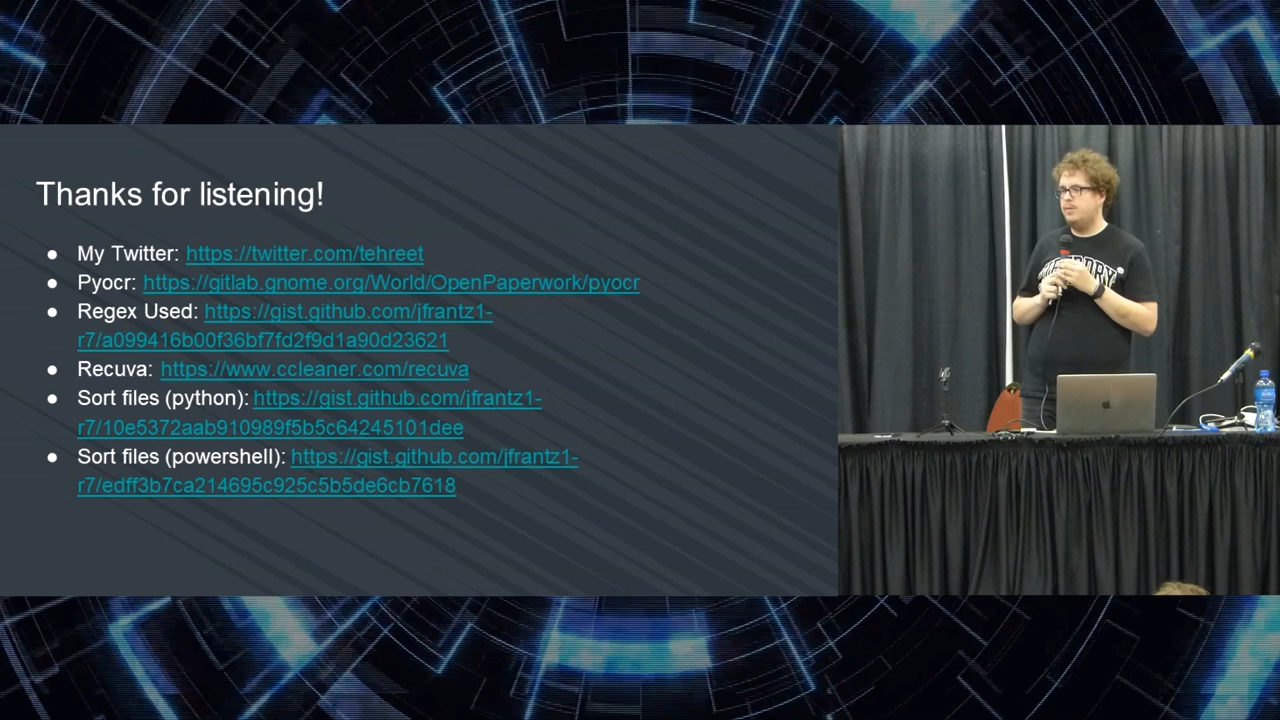 Thanks for listening!
● My Twitter: https://twitter.com/tehreet
● Pyocr: https://gitlab.gnome.org/World/OpenPaperwork/pyocr
● Regex Used: https://gist.github.com/jfrantz1-
r7/a099416b00f36bf7fd2f9d1a90d23621
● Recuva: https://www.ccleaner.com/recuva
● Sort files (python): https://gist.github.com/jfrantz1-
r7/10e5372aab910989f5b5c64245101dee
● Sort files (powershell): https://gist.github.com/jfrantz1-
r7/edff3b7ca214695c925c5b5de6cb7618